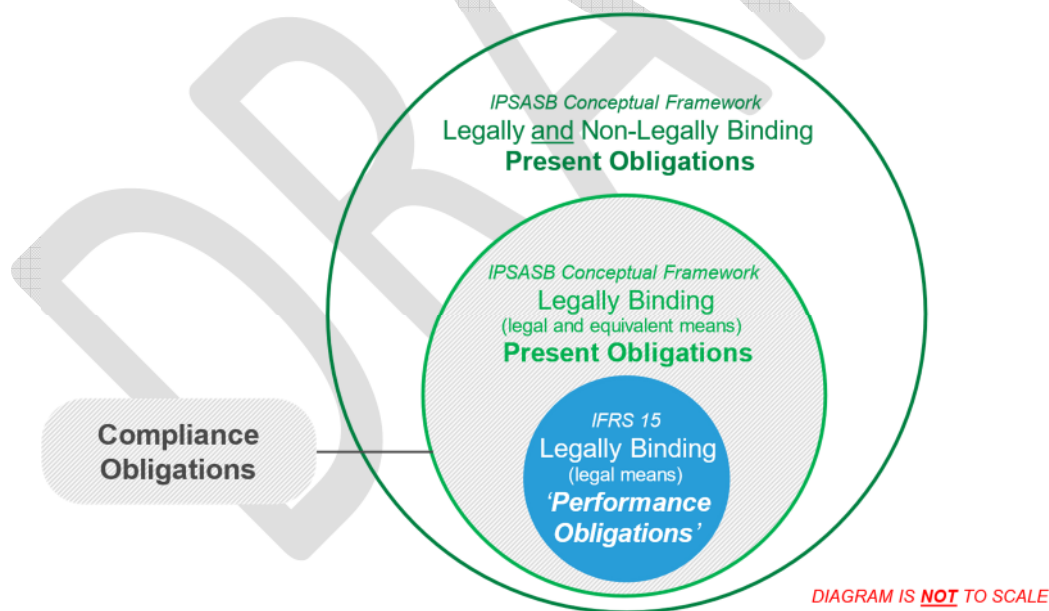 IPSASB Conceptual Framework
Legally and Non-Legally Binding
Present Obligations
IPSASB Conceptual Framework
Legally Binding
(legal and equivalent means)
Present Obligations
Compliance
Obligations
IFRS 15
Legally Binding
(legal means)
‘Performance
Obligations’
DIAGRAM IS NOT TO SCALE